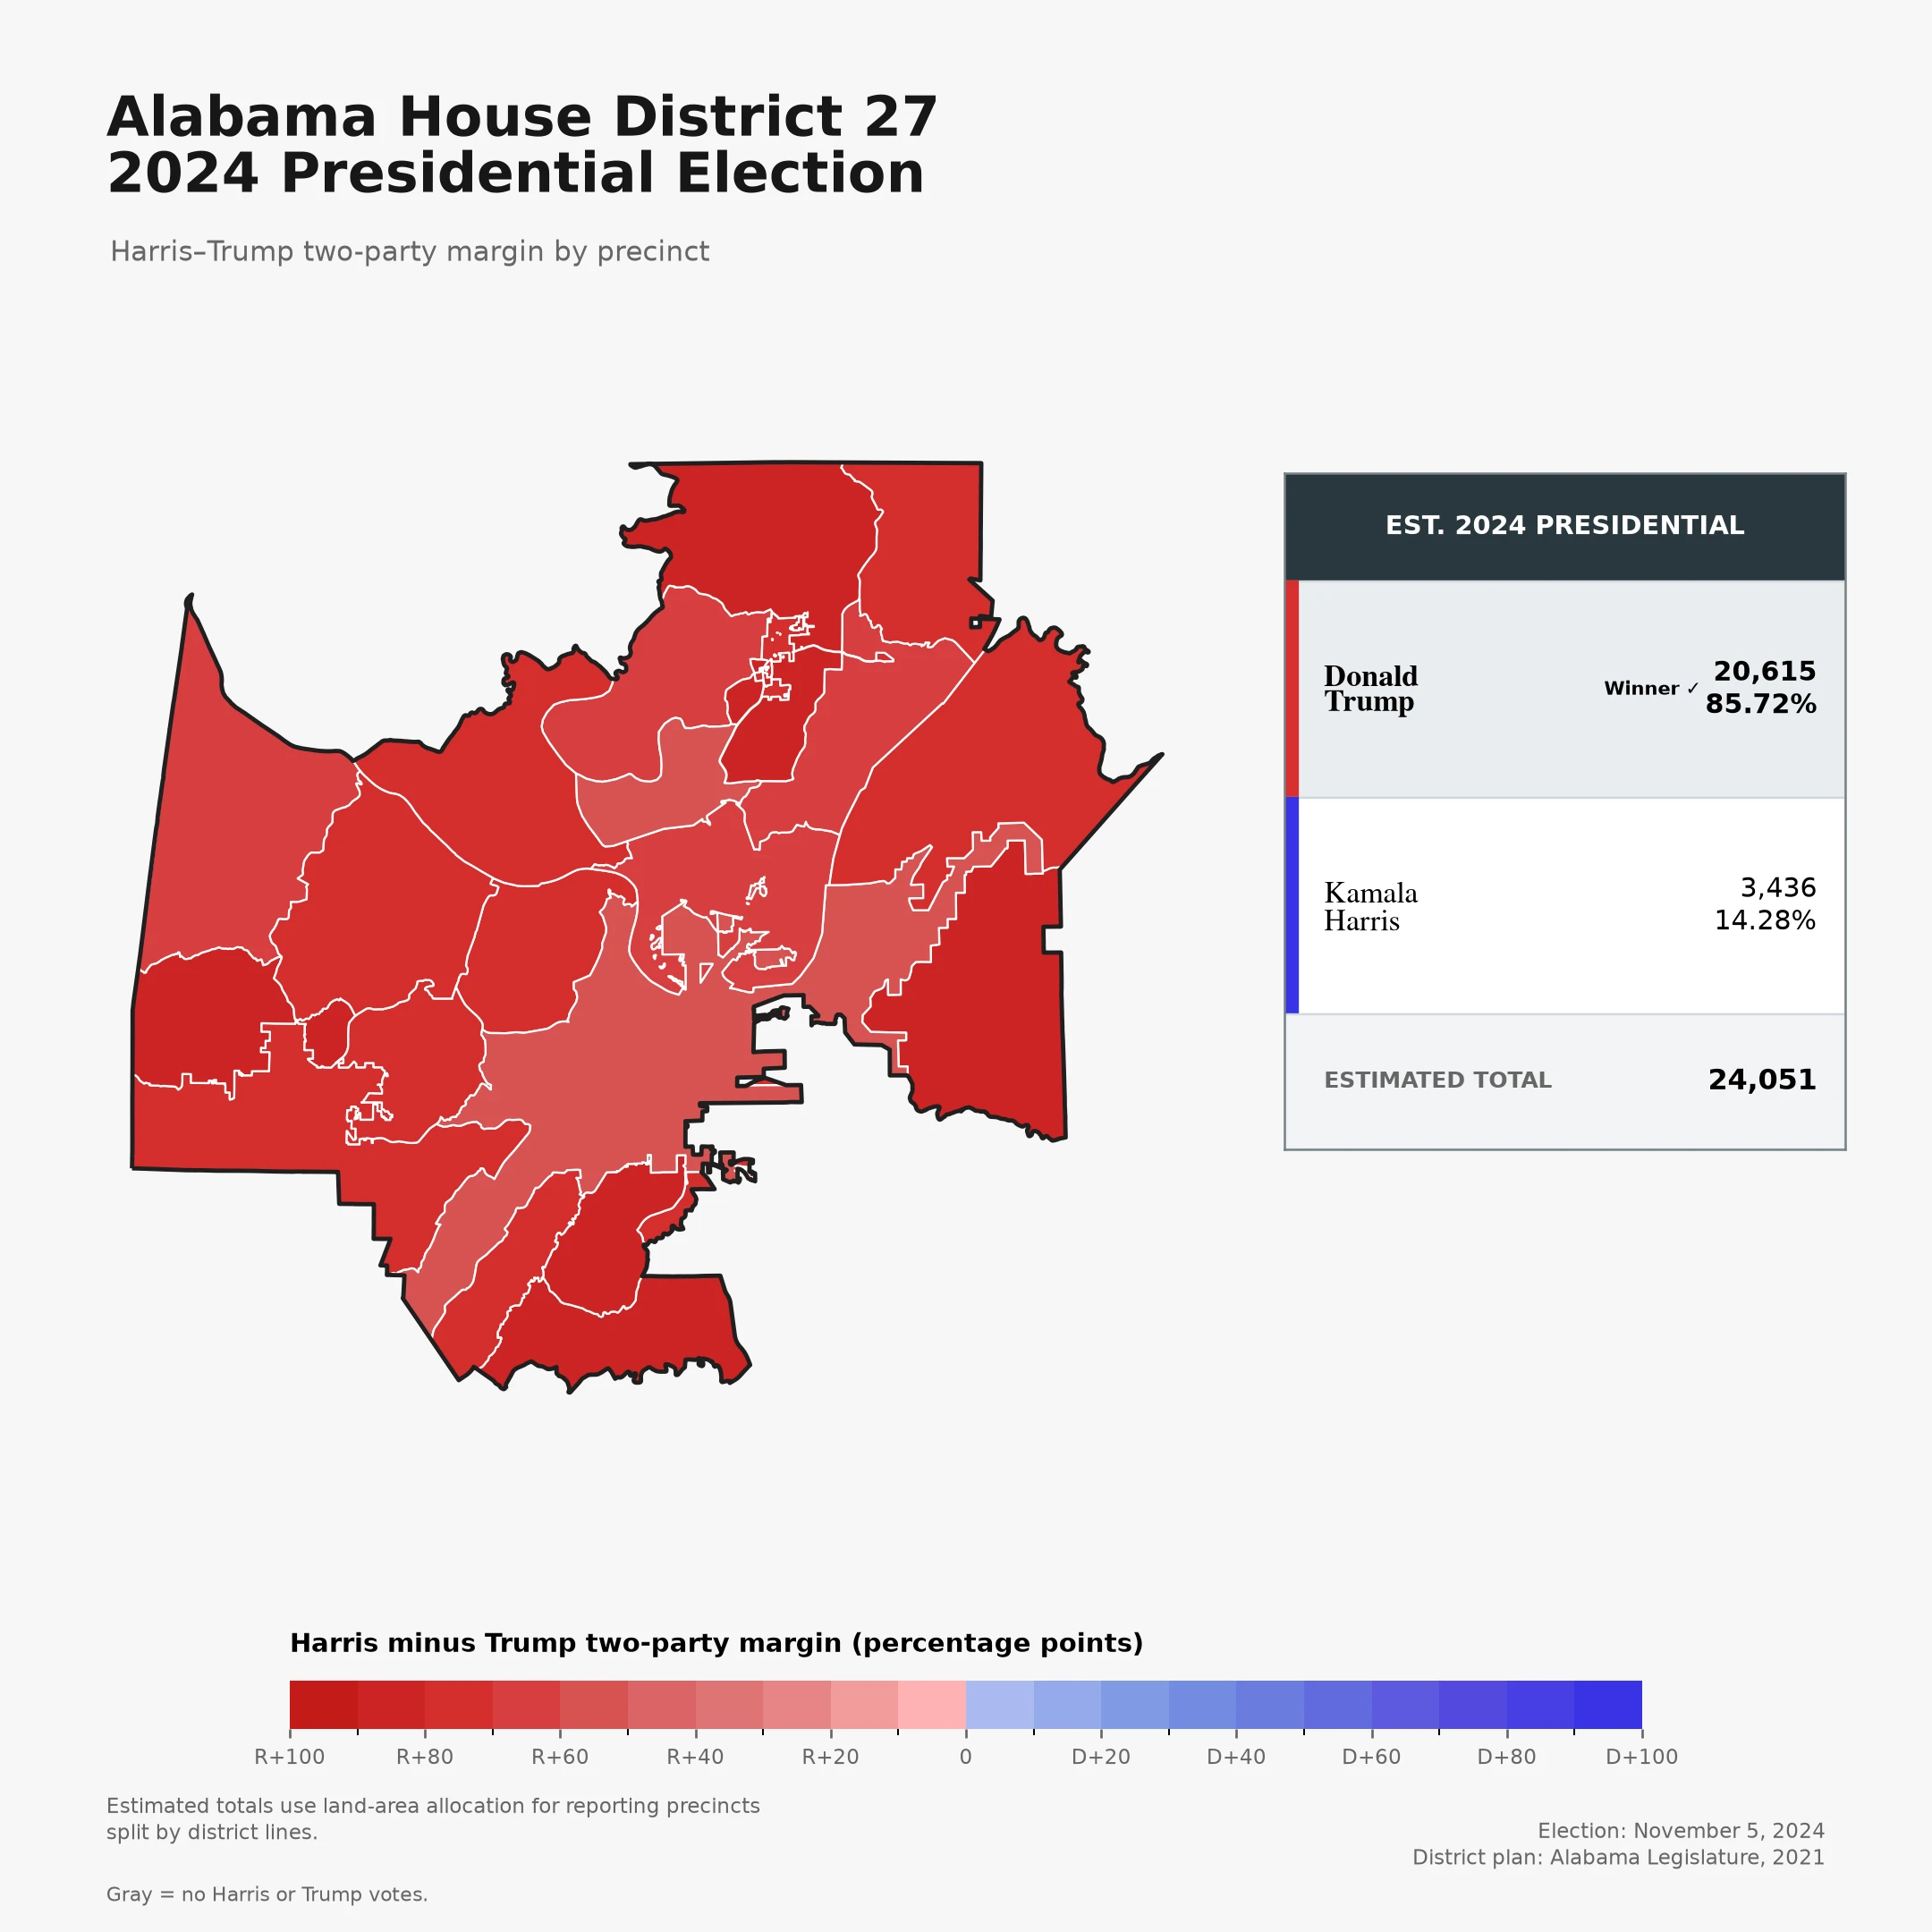 Alabama House District 27
2024 Presidential Election
Harris–Trump two-party margin by precinct
EST. 2024 PRESIDENTIAL
Donald
Trump
Winner ✓
20,615
85.72%
Kamala
Harris
3,436
14.28%
ESTIMATED TOTAL
24,051
Harris minus Trump two-party margin (percentage points)
R+100 R+80 R+60 R+40 R+20 0 D+20 D+40 D+60 D+80 D+100
Estimated totals use land-area allocation for reporting precincts
split by district lines.
Gray = no Harris or Trump votes.
Election: November 5, 2024
District plan: Alabama Legislature, 2021